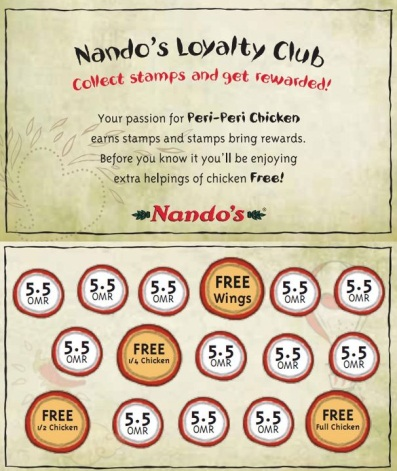 Nando's Loyalty Club
Collect stamps and get rewarded!
Your passion for Peri-Peri Chicken
earns stamps and stamps bring rewards.
Before you know it you'll be enjoying
extra helpings of chicken Free!
Nando's
5.5 OMR
5.5 OMR
5.5 OMR
FREE Wings
5.5 OMR
5.5 OMR
5.5 OMR
FREE 1/4 Chicken
5.5 OMR
5.5 OMR
5.5 OMR
FREE 1/2 Chicken
5.5 OMR
5.5 OMR
5.5 OMR
FREE Full Chicken